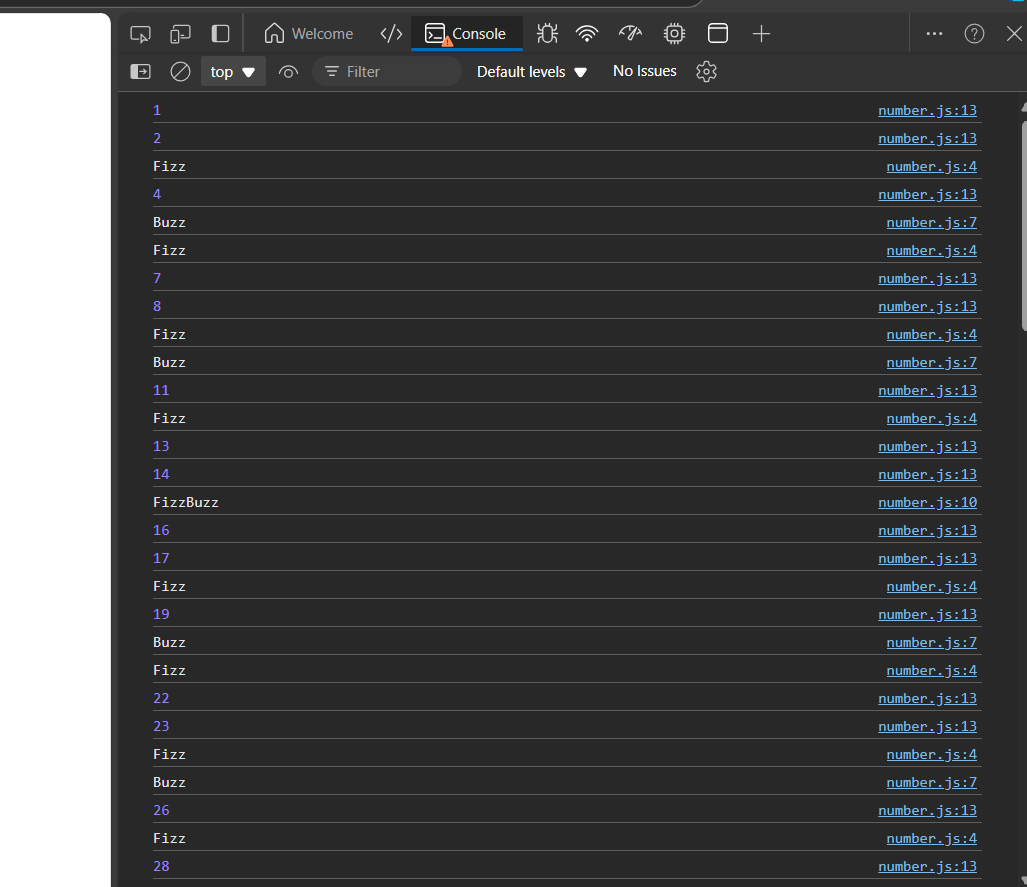 Welcome Console
top Filter Default levels No Issues
1 number.js:13
2 number.js:13
Fizz number.js:4
4 number.js:13
Buzz number.js:7
Fizz number.js:4
7 number.js:13
8 number.js:13
Fizz number.js:4
Buzz number.js:7
11 number.js:13
Fizz number.js:4
13 number.js:13
14 number.js:13
FizzBuzz number.js:10
16 number.js:13
17 number.js:13
Fizz number.js:4
19 number.js:13
Buzz number.js:7
Fizz number.js:4
22 number.js:13
23 number.js:13
Fizz number.js:4
Buzz number.js:7
26 number.js:13
Fizz number.js:4
28 number.js:13